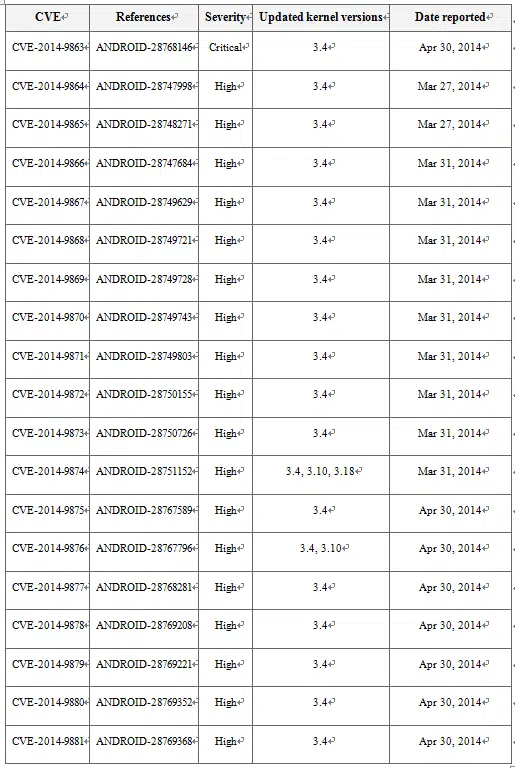 CVE References Severity Updated kernel versions Date reported
CVE-2014-9863 ANDROID-28768146 Critical 3.4 Apr 30, 2014
CVE-2014-9864 ANDROID-28747998 High 3.4 Mar 27, 2014
CVE-2014-9865 ANDROID-28748271 High 3.4 Mar 27, 2014
CVE-2014-9866 ANDROID-28747684 High 3.4 Mar 31, 2014
CVE-2014-9867 ANDROID-28749629 High 3.4 Mar 31, 2014
CVE-2014-9868 ANDROID-28749721 High 3.4 Mar 31, 2014
CVE-2014-9869 ANDROID-28749728 High 3.4 Mar 31, 2014
CVE-2014-9870 ANDROID-28749743 High 3.4 Mar 31, 2014
CVE-2014-9871 ANDROID-28749803 High 3.4 Mar 31, 2014
CVE-2014-9872 ANDROID-28750155 High 3.4 Mar 31, 2014
CVE-2014-9873 ANDROID-28750726 High 3.4 Mar 31, 2014
CVE-2014-9874 ANDROID-28751152 High 3.4, 3.10, 3.18 Mar 31, 2014
CVE-2014-9875 ANDROID-28767589 High 3.4 Apr 30, 2014
CVE-2014-9876 ANDROID-28767796 High 3.4, 3.10 Apr 30, 2014
CVE-2014-9877 ANDROID-28768281 High 3.4 Apr 30, 2014
CVE-2014-9878 ANDROID-28769208 High 3.4 Apr 30, 2014
CVE-2014-9879 ANDROID-28769221 High 3.4 Apr 30, 2014
CVE-2014-9880 ANDROID-28769352 High 3.4 Apr 30, 2014
CVE-2014-9881 ANDROID-28769368 High 3.4 Apr 30, 2014